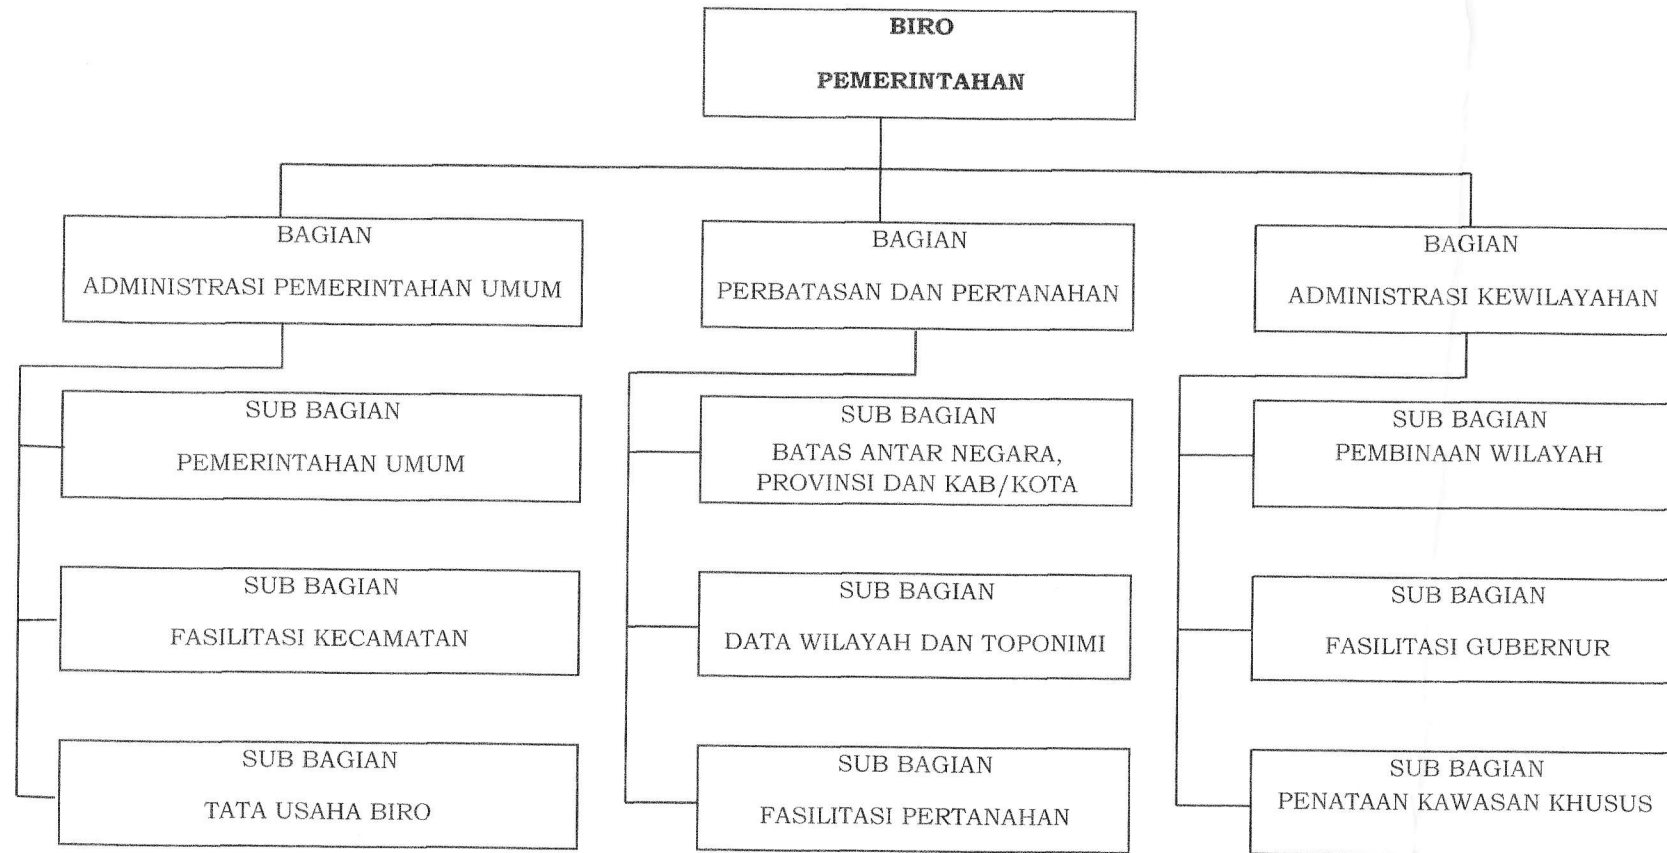 BIRO
PEMERINTAHAN
BAGIAN
ADMINISTRASI PEMERINTAHAN UMUM
BAGIAN
PERBATASAN DAN PERTANAHAN
BAGIAN
ADMINISTRASI KEWILAYAHAN
SUB BAGIAN
PEMERINTAHAN UMUM
SUB BAGIAN
BATAS ANTAR NEGARA,
PROVINSI DAN KAB/KOTA
SUB BAGIAN
PEMBINAAN WILAYAH
SUB BAGIAN
FASILITASI KECAMATAN
SUB BAGIAN
DATA WILAYAH DAN TOPONIMI
SUB BAGIAN
FASILITASI GUBERNUR
SUB BAGIAN
TATA USAHA BIRO
SUB BAGIAN
FASILITASI PERTANAHAN
SUB BAGIAN
PENATAAN KAWASAN KHUSUS